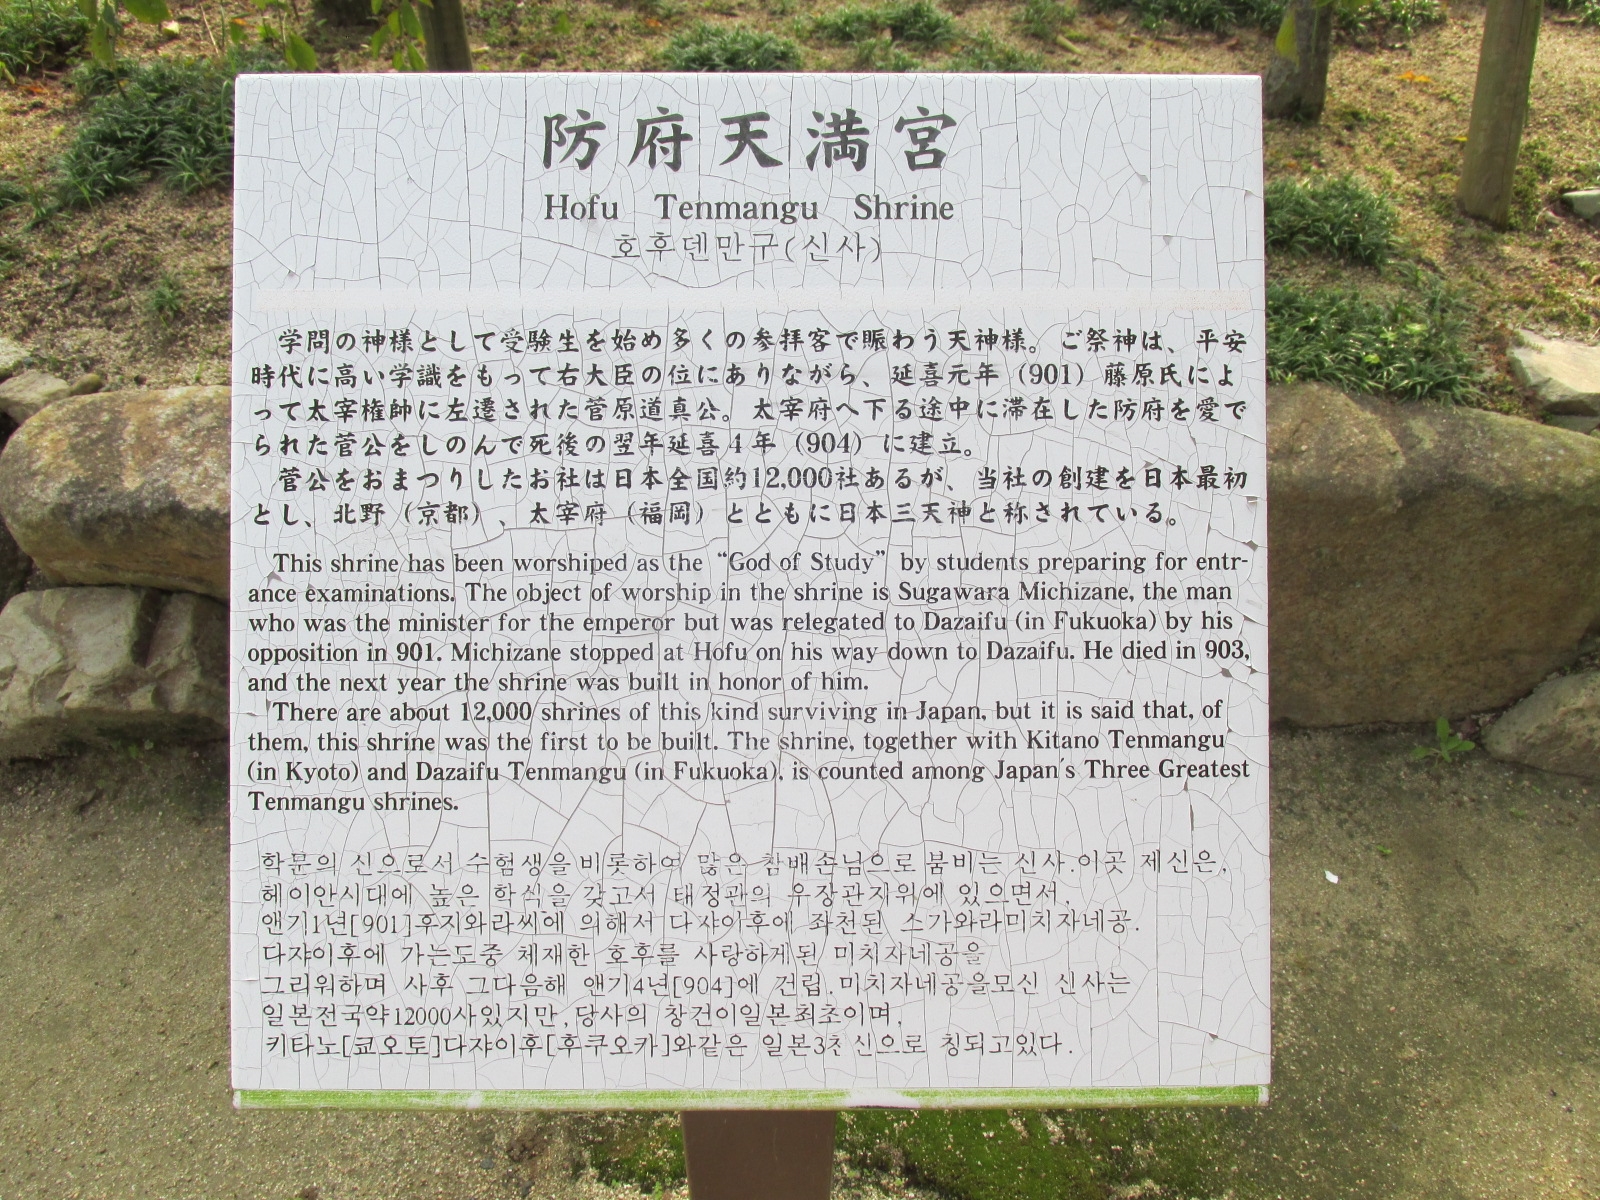 防府天満宮
Hofu Tenmangu Shrine
호후덴만구(신사)
学問の神様として受験生を始め多くの参拝客で賑わう天神様。ご祭神は、平安
時代に高い学識をもって右大臣の位にありながら、延喜元年（901）藤原氏によ
って太宰権帥に左遷された菅原道真公。太宰府へ下る途中に滞在した防府を愛で
られた菅公をしのんで死後の翌年延喜4年（904）に建立。
菅公をおまつりしたお社は日本全国約12,000社あるが、当社の創建を日本最初
とし、北野（京都）、太宰府（福岡）とともに日本三天神と称されている。
This shrine has been worshiped as the “God of Study” by students preparing for entr-
ance examinations. The object of worship in the shrine is Sugawara Michizane, the man
who was the minister for the emperor but was relegated to Dazaifu (in Fukuoka) by his
opposition in 901. Michizane stopped at Hofu on his way down to Dazaifu. He died in 903,
and the next year the shrine was built in honor of him.
There are about 12,000 shrines of this kind surviving in Japan, but it is said that, of
them, this shrine was the first to be built. The shrine, together with Kitano Tenmangu
(in Kyoto) and Dazaifu Tenmangu (in Fukuoka), is counted among Japan's Three Greatest
Tenmangu shrines.
학문의 신으로서 수험생을 비롯하여 많은 참배손님으로 붐비는 신사.이곳 제신은,
헤이안시대에 높은 학식을 갖고서 태정관의 우장관지위에 있으면서,
앤기1년[901]후지와라씨에 의해서 다쟈이후에 좌천된 스가와라미치자네공.
다쟈이후에 가는도중 체재한 호후를 사랑하게된 미치자네공을
그리워하며 사후 그다음해 앤기4년[904]에 건립.미치자네공을모신 신사는
일본전국약12000사있지만,당사의 창건이일본최초이며,
키타노[쿄오토]다쟈이후[후쿠오카]와같은 일본3천신으로 칭되고있다.